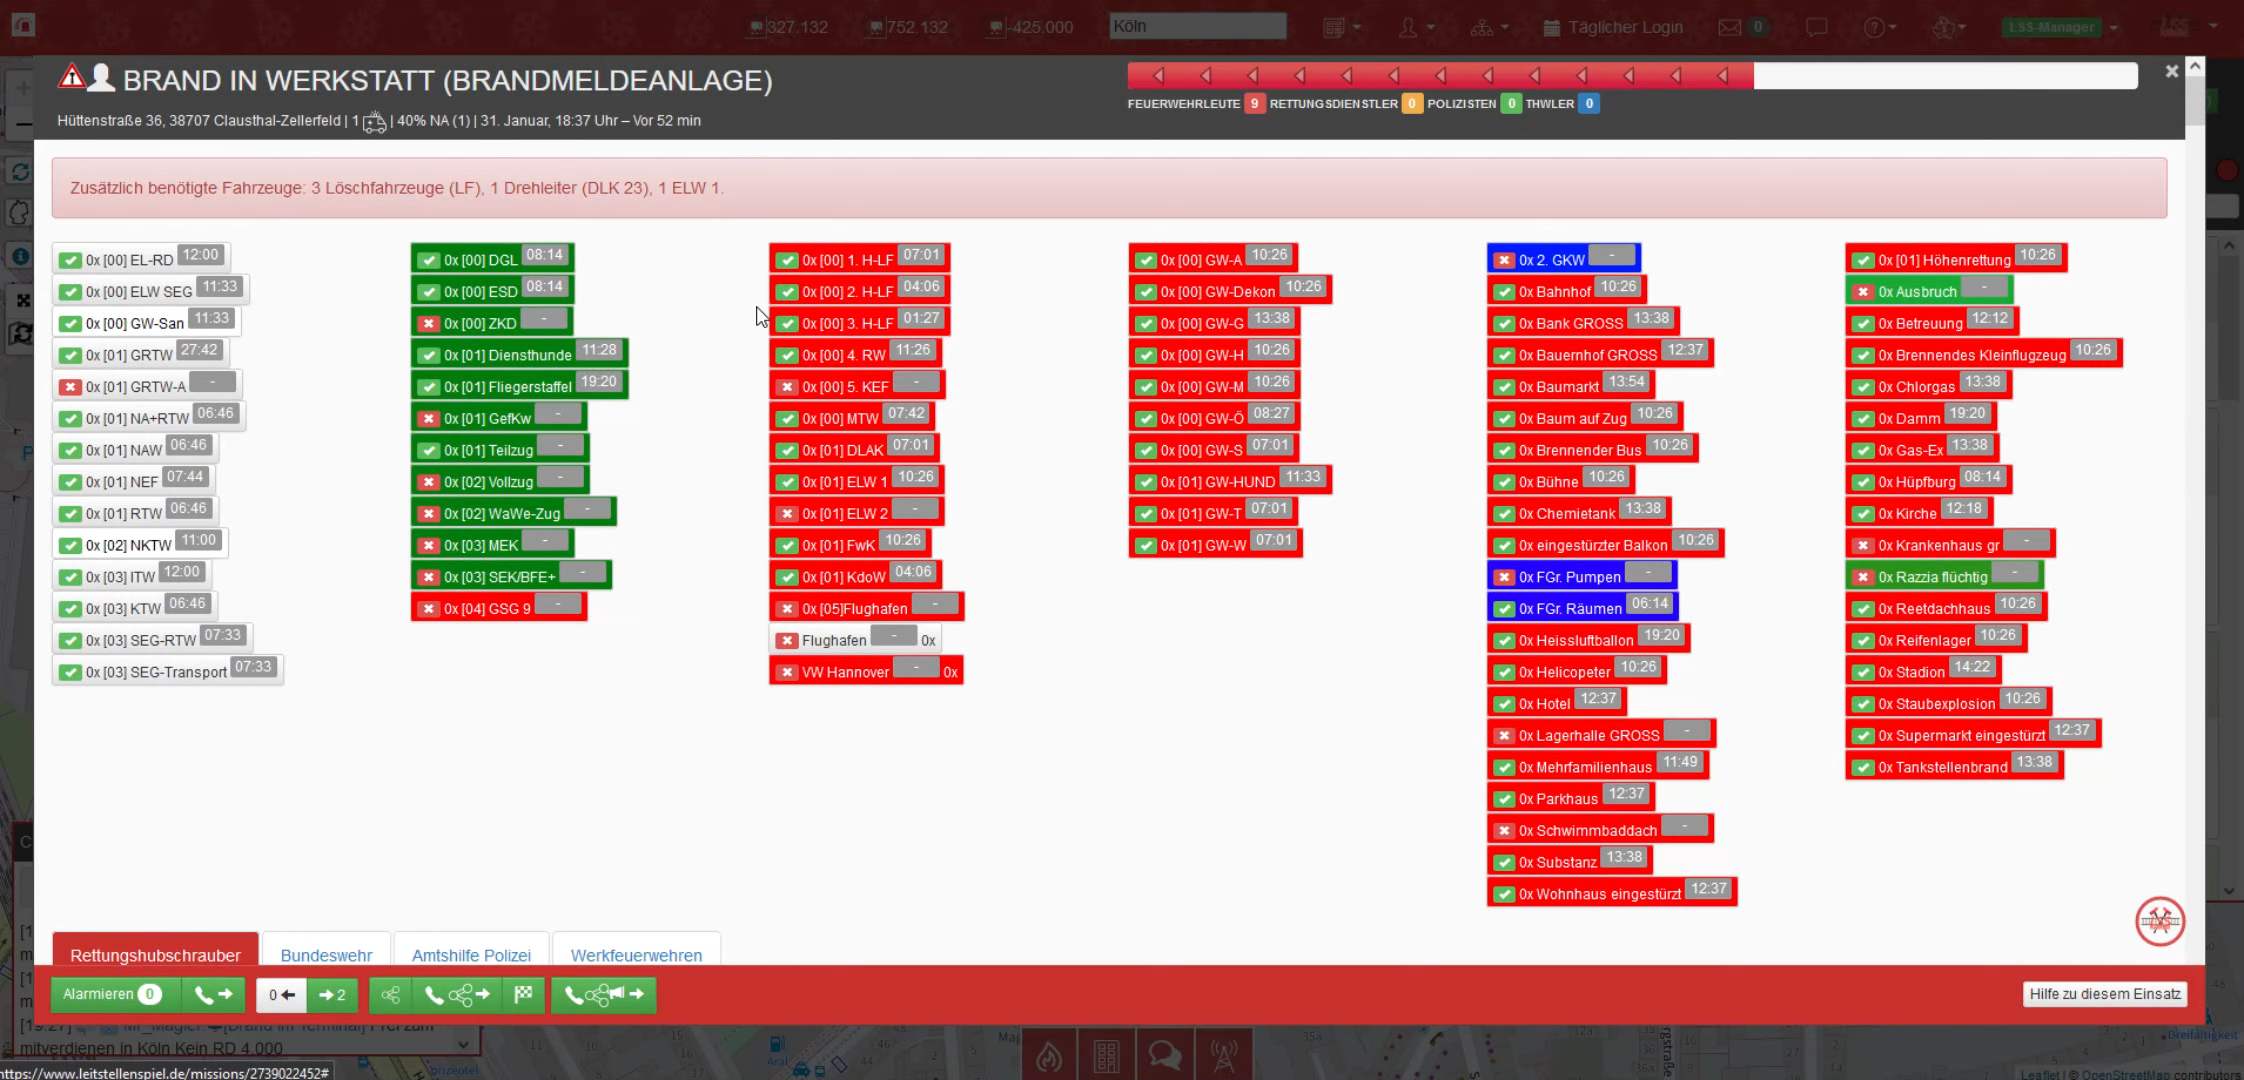 327.132 752.132 -425.000 Köln Täglicher Login 0 LSS-Manager
BRAND IN WERKSTATT (BRANDMELDEANLAGE)
FEUERWEHRLEUTE 9 RETTUNGSDIENSTLER 0 POLIZISTEN 0 THWLER 0
Hüttenstraße 36, 38707 Clausthal-Zellerfeld | 1 | 40% NA (1) | 31. Januar, 18:37 Uhr – Vor 52 min
Zusätzlich benötigte Fahrzeuge: 3 Löschfahrzeuge (LF), 1 Drehleiter (DLK 23), 1 ELW 1.
0x [00] EL-RD 12:00
0x [00] ELW SEG 11:33
0x [00] GW-San 11:33
0x [01] GRTW 27:42
0x [01] GRTW-A -
0x [01] NA+RTW 06:46
0x [01] NAW 06:46
0x [01] NEF 07:44
0x [01] RTW 06:46
0x [02] NKTW 11:00
0x [03] ITW 12:00
0x [03] KTW 06:46
0x [03] SEG-RTW 07:33
0x [03] SEG-Transport 07:33
0x [00] DGL 08:14
0x [00] ESD 08:14
0x [00] ZKD -
0x [01] Diensthunde 11:28
0x [01] Fliegerstaffel 19:20
0x [01] GefKw -
0x [01] Teilzug -
0x [02] Vollzug -
0x [02] WaWe-Zug -
0x [03] MEK -
0x [03] SEK/BFE+ -
0x [04] GSG 9 -
0x [00] 1. H-LF 07:01
0x [00] 2. H-LF 04:06
0x [00] 3. H-LF 01:27
0x [00] 4. RW 11:26
0x [00] 5. KEF -
0x [00] MTW 07:42
0x [01] DLAK 07:01
0x [01] ELW 1 10:26
0x [01] ELW 2 -
0x [01] FwK 10:26
0x [01] KdoW 04:06
0x [05]Flughafen -
Flughafen - 0x
VW Hannover - 0x
0x [00] GW-A 10:26
0x [00] GW-Dekon 10:26
0x [00] GW-G 13:38
0x [00] GW-H 10:26
0x [00] GW-M 10:26
0x [00] GW-Ö 08:27
0x [00] GW-S 07:01
0x [01] GW-HUND 11:33
0x [01] GW-T 07:01
0x [01] GW-W 07:01
0x 2. GKW -
0x Bahnhof 10:26
0x Bank GROSS 13:38
0x Bauernhof GROSS 12:37
0x Baumarkt 13:54
0x Baum auf Zug 10:26
0x Brennender Bus 10:26
0x Bühne 10:26
0x Chemietank 13:38
0x eingestürzter Balkon 10:26
0x FGr. Pumpen -
0x FGr. Räumen 06:14
0x Heissluftballon 19:20
0x Helicopeter 10:26
0x Hotel 12:37
0x Lagerhalle GROSS -
0x Mehrfamilienhaus 11:49
0x Parkhaus 12:37
0x Schwimmbaddach -
0x Substanz 13:38
0x Wohnhaus eingestürzt 12:37
0x [01] Höhenrettung 10:26
0x Ausbruch -
0x Betreuung 12:12
0x Brennendes Kleinflugzeug 10:26
0x Chlorgas 13:38
0x Damm 19:20
0x Gas-Ex 13:38
0x Hüpfburg 08:14
0x Kirche 12:18
0x Krankenhaus gr -
0x Razzia flüchtig -
0x Reetdachhaus 10:26
0x Reifenlager 10:26
0x Stadion 14:22
0x Staubexplosion 10:26
0x Supermarkt eingestürzt 12:37
0x Tankstellenbrand 13:38
Rettungshubschrauber Bundeswehr Amtshilfe Polizei Werkfeuerwehren
Alarmieren 0 0 2 Hilfe zu diesem Einsatz
mitverdienen in Köln Kein RD 4.000
https://www.leitstellenspiel.de/missions/2739022452#
Aral
Leaflet | © OpenStreetMap contributors